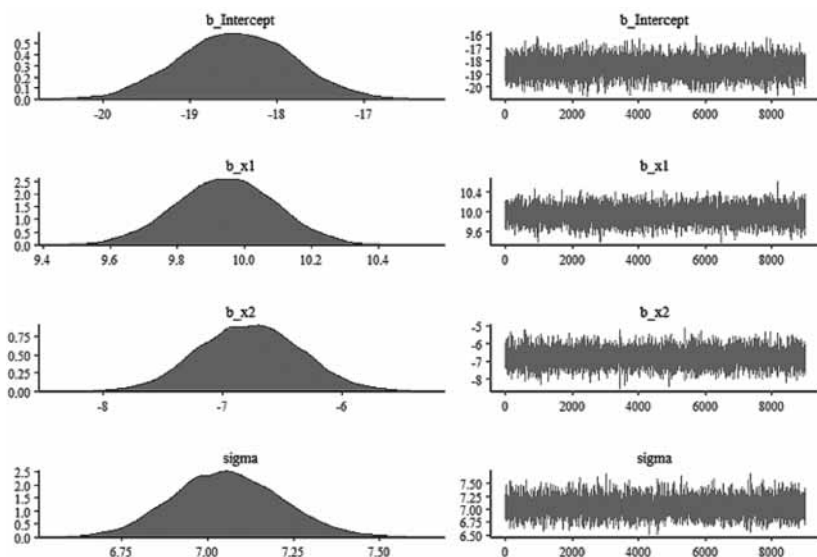 b_Intercept
0.5
0.4
0.3
0.2
0.1
0.0
-20 -19 -18 -17
b_Intercept
-16
-17
-18
-19
-20
0 2000 4000 6000 8000
b_x1
2.5
2.0
1.5
1.0
0.5
0.0
9.4 9.6 9.8 10.0 10.2 10.4
b_x1
10.4
10.0
9.6
0 2000 4000 6000 8000
b_x2
0.75
0.50
0.25
0.00
-8 -7 -6
b_x2
-5
-6
-7
-8
0 2000 4000 6000 8000
sigma
2.5
2.0
1.5
1.0
0.5
0.0
6.75 7.00 7.25 7.50
sigma
7.50
7.25
7.00
6.75
6.50
0 2000 4000 6000 8000